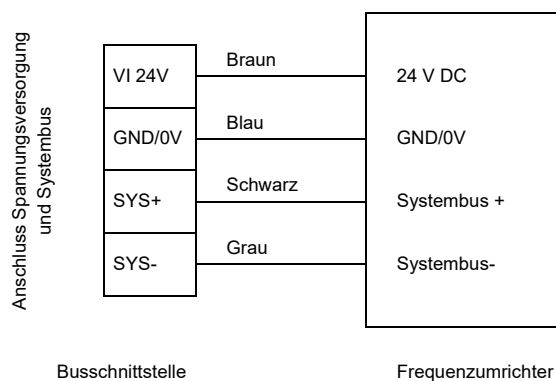 Anschluss Spannungsversorgung
und Systembus
VI 24V
Braun
24 V DC
GND/0V
Blau
GND/0V
SYS+
Schwarz
Systembus +
SYS-
Grau
Systembus-
Busschnittstelle
Frequenzumrichter